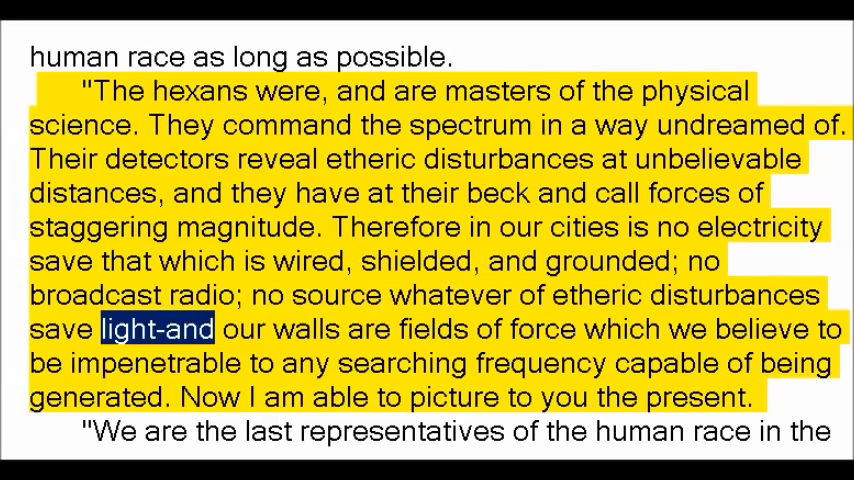 human race as long as possible.
"The hexans were, and are masters of the physical
science. They command the spectrum in a way undreamed of.
Their detectors reveal etheric disturbances at unbelievable
distances, and they have at their beck and call forces of
staggering magnitude. Therefore in our cities is no electricity
save that which is wired, shielded, and grounded; no
broadcast radio; no source whatever of etheric disturbances
save light-and our walls are fields of force which we believe to
be impenetrable to any searching frequency capable of being
generated. Now I am able to picture to you the present.
"We are the last representatives of the human race in the